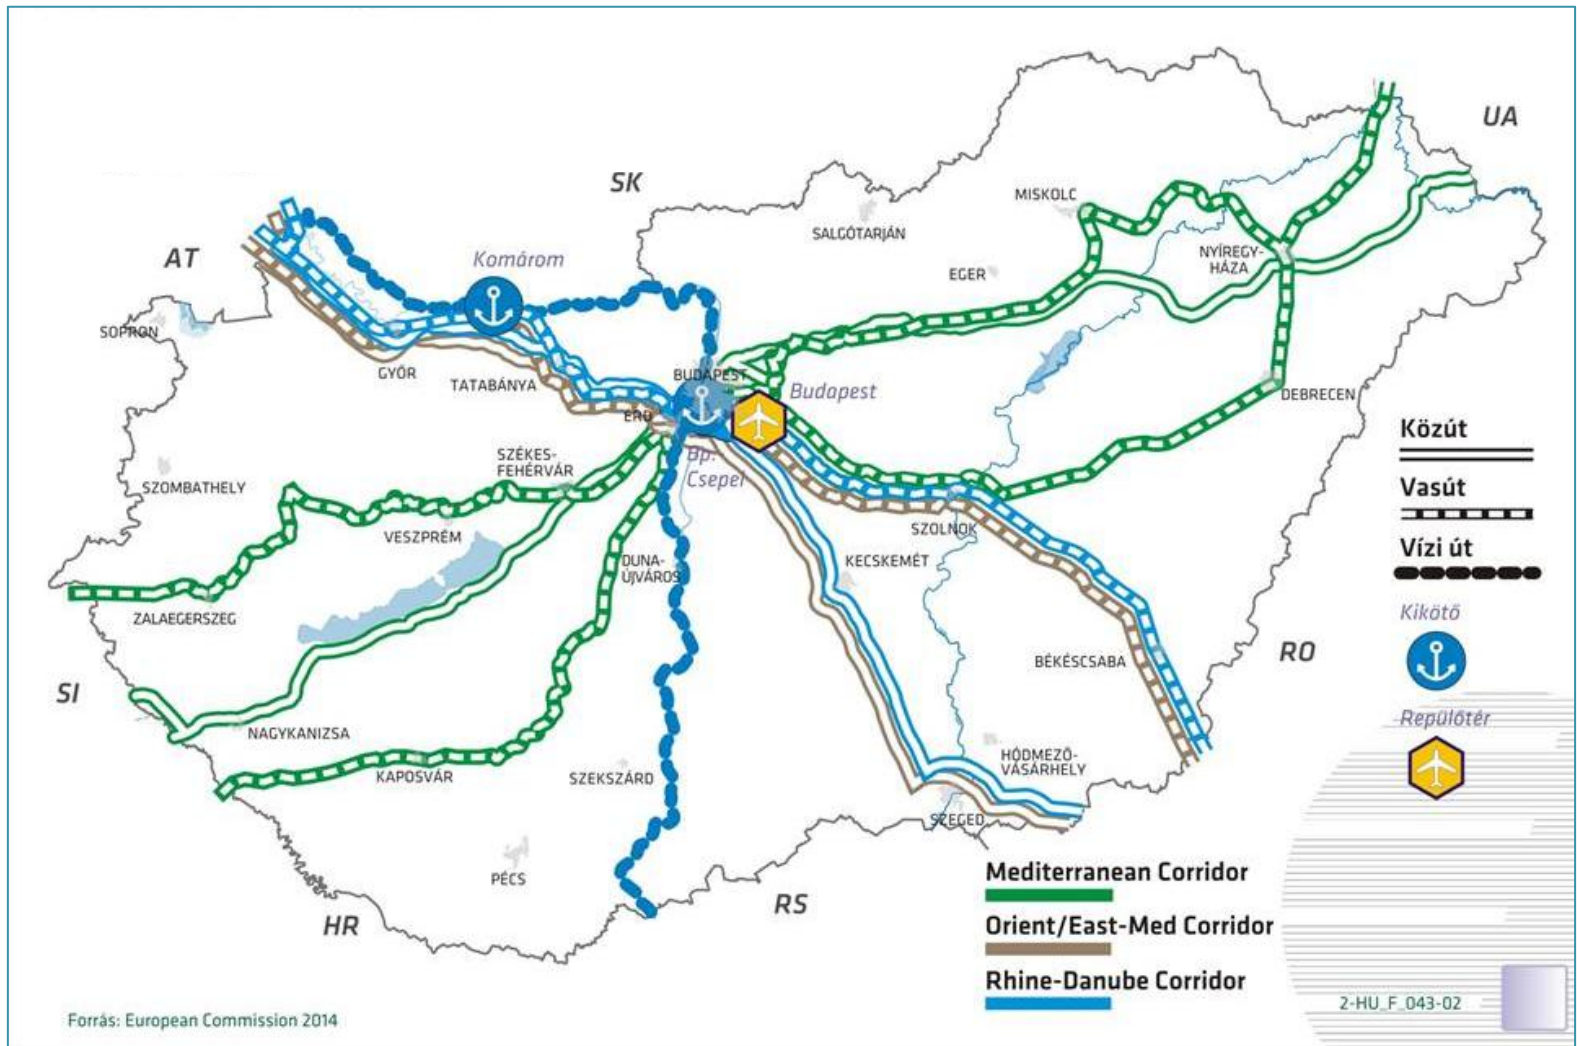 UA
SK
MISKOLC
SALGÓTARJÁN
NYÍREGY-
HÁZA
AT
Komárom
EGER
SOPRON
GYŐR
TATABÁNYA
BUDAPEST
Budapest
DEBRECEN
ÉRD
Közút
SZÉKES-
FEHÉRVÁR
Bp.
Csepel
SZOMBATHELY
Vasút
VESZPRÉM
SZOLNOK
Vízi út
DUNA-
ÚJVÁROS
KECSKEMÉT
ZALAEGERSZEG
Kikötő
BÉKÉSCSABA
RO
SI
NAGYKANIZSA
Repülőtér
KAPOSVÁR
SZEKSZÁRD
HÓDMEZŐ-
VÁSÁRHELY
SZEGED
PÉCS
Mediterranean Corridor
RS
HR
Orient/East-Med Corridor
Rhine-Danube Corridor
2-HU_F_043-02
Forrás: European Commission 2014